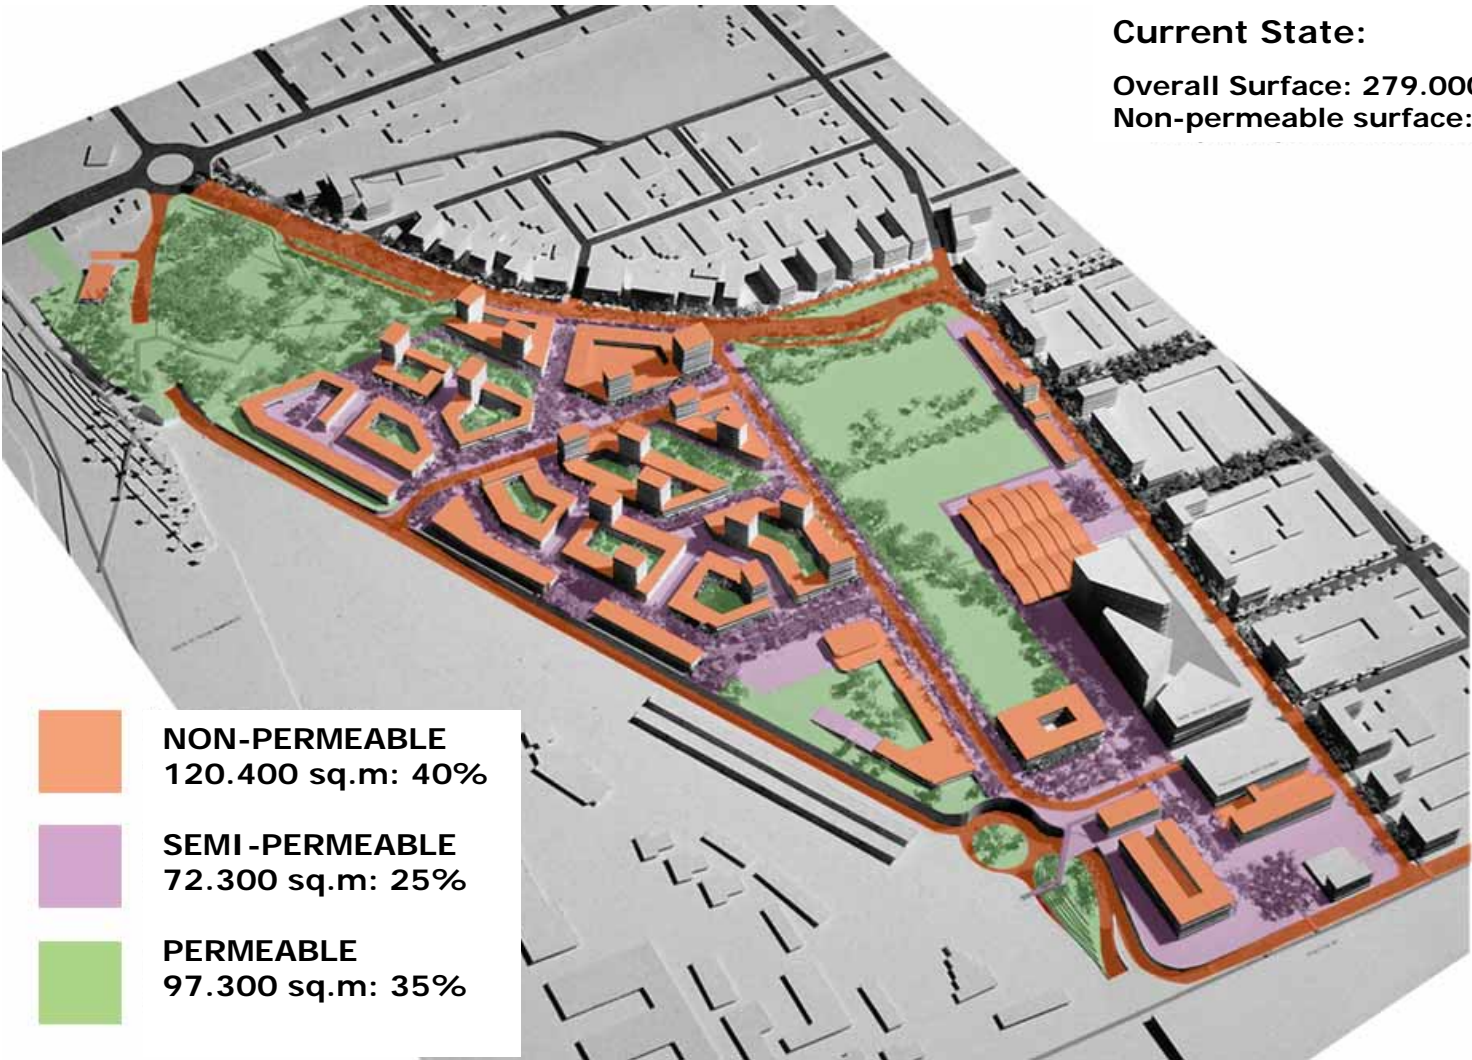 Current State:
Overall Surface: 279.000
Non-permeable surface:
NON-PERMEABLE
120.400 sq.m: 40%
SEMI-PERMEABLE
72.300 sq.m: 25%
PERMEABLE
97.300 sq.m: 35%